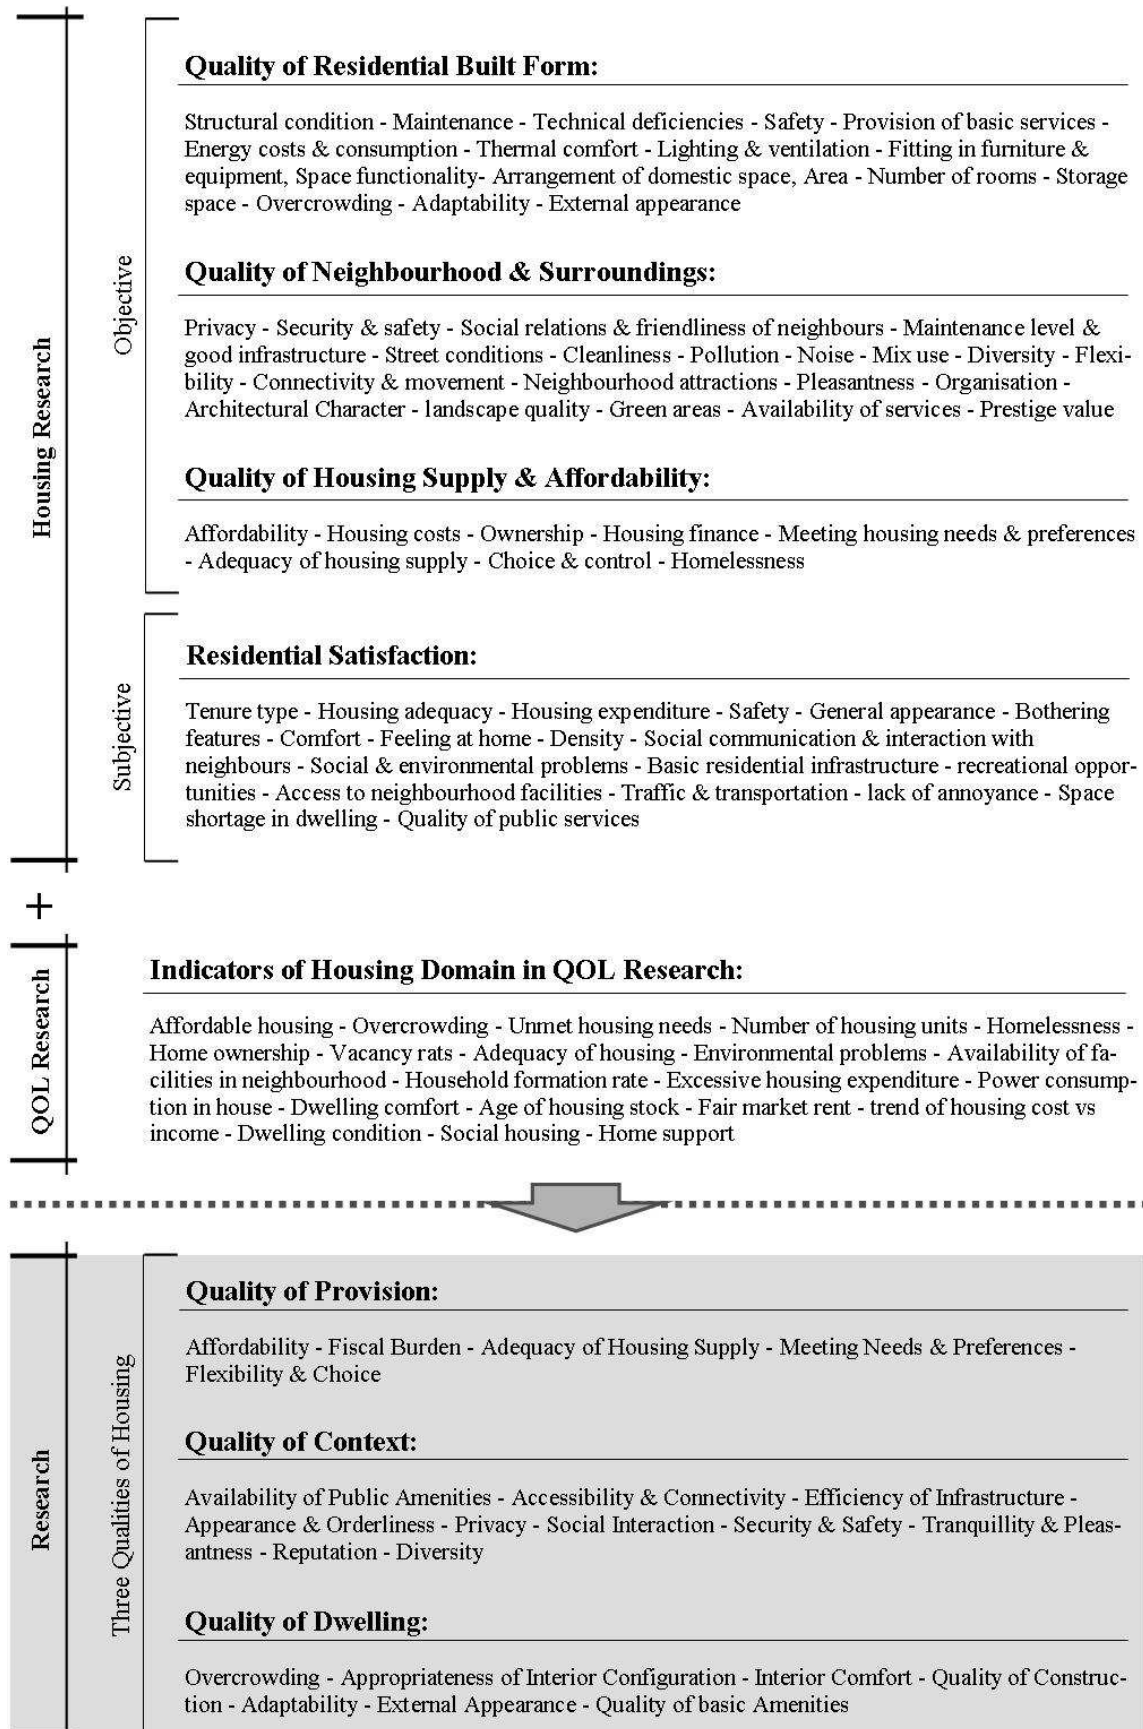 Housing Research
Objective
Quality of Residential Built Form:
Structural condition - Maintenance - Technical deficiencies - Safety - Provision of basic services -
Energy costs & consumption - Thermal comfort - Lighting & ventilation - Fitting in furniture &
equipment, Space functionality- Arrangement of domestic space, Area - Number of rooms - Storage
space - Overcrowding - Adaptability - External appearance
Quality of Neighbourhood & Surroundings:
Privacy - Security & safety - Social relations & friendliness of neighbours - Maintenance level &
good infrastructure - Street conditions - Cleanliness - Pollution - Noise - Mix use - Diversity - Flexi-
bility - Connectivity & movement - Neighbourhood attractions - Pleasantness - Organisation -
Architectural Character - landscape quality - Green areas - Availability of services - Prestige value
Quality of Housing Supply & Affordability:
Affordability - Housing costs - Ownership - Housing finance - Meeting housing needs & preferences
- Adequacy of housing supply - Choice & control - Homelessness
Subjective
Residential Satisfaction:
Tenure type - Housing adequacy - Housing expenditure - Safety - General appearance - Bothering
features - Comfort - Feeling at home - Density - Social communication & interaction with
neighbours - Social & environmental problems - Basic residential infrastructure - recreational oppor-
tunities - Access to neighbourhood facilities - Traffic & transportation - lack of annoyance - Space
shortage in dwelling - Quality of public services
+
QOL Research
Indicators of Housing Domain in QOL Research:
Affordable housing - Overcrowding - Unmet housing needs - Number of housing units - Homelessness -
Home ownership - Vacancy rats - Adequacy of housing - Environmental problems - Availability of fa-
cilities in neighbourhood - Household formation rate - Excessive housing expenditure - Power consump-
tion in house - Dwelling comfort - Age of housing stock - Fair market rent - trend of housing cost vs
income - Dwelling condition - Social housing - Home support
Research
Three Qualities of Housing
Quality of Provision:
Affordability - Fiscal Burden - Adequacy of Housing Supply - Meeting Needs & Preferences -
Flexibility & Choice
Quality of Context:
Availability of Public Amenities - Accessibility & Connectivity - Efficiency of Infrastructure -
Appearance & Orderliness - Privacy - Social Interaction - Security & Safety - Tranquillity & Pleas-
antness - Reputation - Diversity
Quality of Dwelling:
Overcrowding - Appropriateness of Interior Configuration - Interior Comfort - Quality of Construc-
tion - Adaptability - External Appearance - Quality of basic Amenities